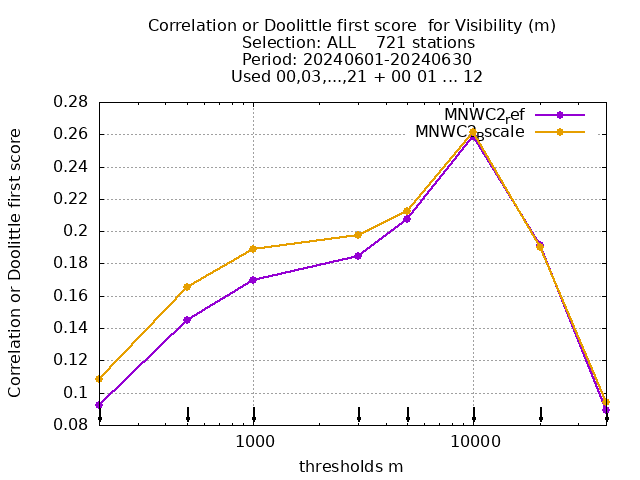 Correlation or Doolittle first score  for Visibility (m)
Selection: ALL    721 stations
Period: 20240601-20240630
Used 00,03,...,21 + 00 01 ... 12
0.28
0.26
0.24
0.22
0.2
0.18
0.16
0.14
0.12
0.1
0.08
Correlation or Doolittle first score
MNWC2ref
MNWC2Bscale
1000
10000
thresholds m